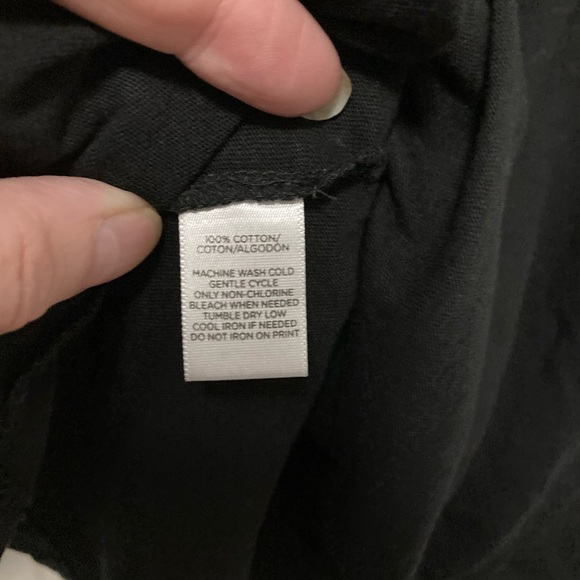 100% COTTON/
COTON/ALGODÓN
MACHINE WASH COLD
GENTLE CYCLE
ONLY NON-CHLORINE
BLEACH WHEN NEEDED
TUMBLE DRY LOW
COOL IRON IF NEEDED
DO NOT IRON ON PRINT